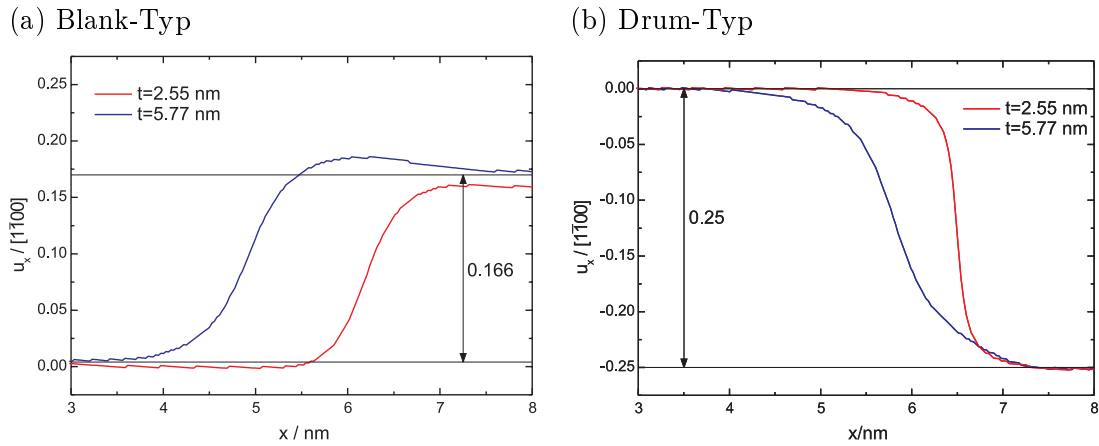 (a) Blank-Typ
0.25
0.20
0.15
0.10
0.05
0.00
u_x / [1̄100]
t=2.55 nm
t=5.77 nm
0.166
3 4 5 6 7 8
x / nm
(b) Drum-Typ
0.00
-0.05
-0.10
-0.15
-0.20
-0.25
u_x / [1̄100]
t=2.55 nm
t=5.77 nm
0.25
3 4 5 6 7 8
x/nm